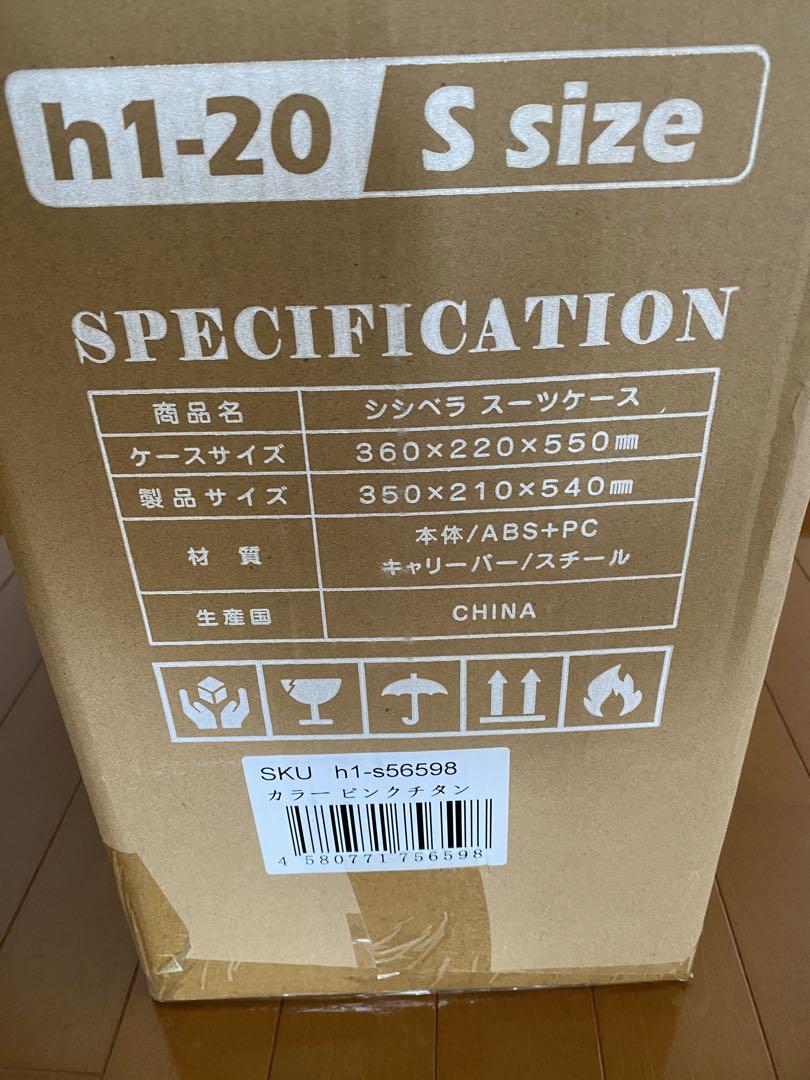 h1-20 S size
SPECIFICATION
商品名 シシベラ スーツケース
ケースサイズ 360×220×550㎜
製品サイズ 350×210×540㎜
材質 本体/ABS+PC
キャリーバー/スチール
生産国 CHINA
SKU h1-s56598
カラー ピンクチタン
4 580771 756598